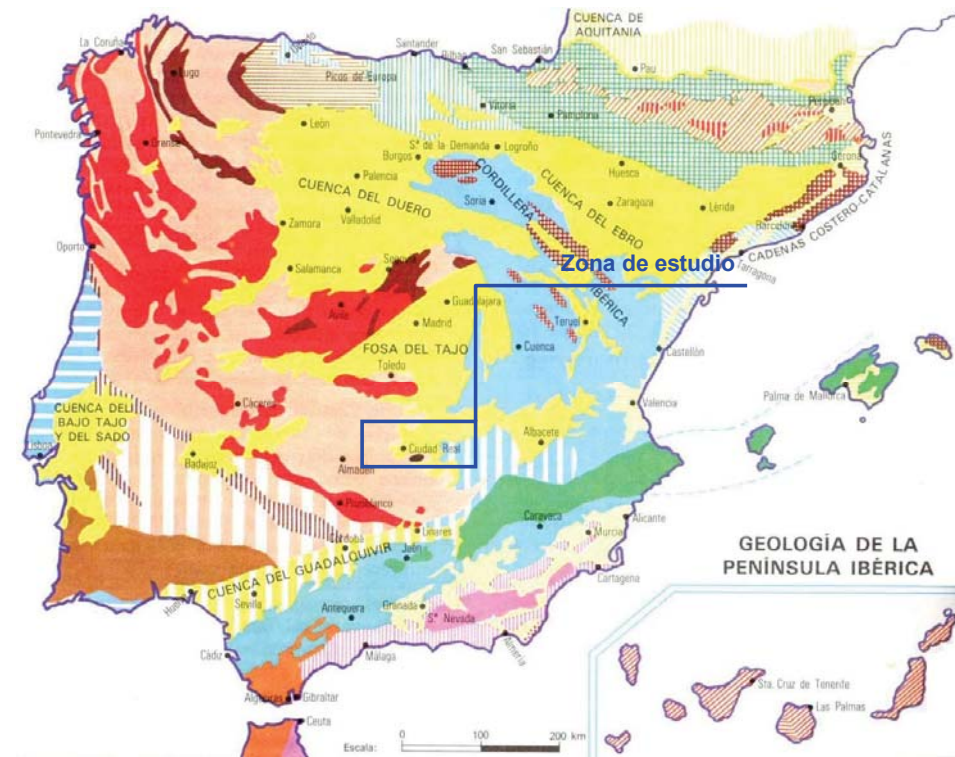 CUENCA DE
AQUITANIA
La Coruña
Oviedo
Santander
Bilbao
San Sebastián
Lugo
Picos de Europa
Pau
Vitoria
Perpiñán
Pontevedra
Orense
León
Pamplona
Sª de la Demanda
Logroño
Burgos
Gerona
Huesca
Palencia
CORDILLERA
IBÉRICA
CUENCA DEL DUERO
Soria
CUENCA DEL EBRO
Zaragoza
Lérida
Valladolid
Zamora
Barcelona
CADENAS COSTERO-CATALANAS
Oporto
Tarragona
Salamanca
Segovia
Zona de estudio
Guadalajara
Avila
Madrid
Teruel
FOSA DEL TAJO
Cuenca
Castellón
Toledo
Palma de Mallorca
Cáceres
Valencia
CUENCA DEL
BAJO TAJO
Y DEL SADO
Lisboa
Badajoz
Ciudad Real
Albacete
Almadén
Pozoblanco
Caravaca
Alicante
Córdoba
Linares
Murcia
CUENCA DEL GUADALQUIVIR
Jaén
Cartagena
GEOLOGÍA DE LA
PENÍNSULA IBÉRICA
Huelva
Sevilla
Antequera
Granada
Sª Nevada
Cádiz
Málaga
Almería
Algeciras
Gibraltar
Ceuta
Sta. Cruz de Tenerife
Las Palmas
Escala:
0 100 200 km